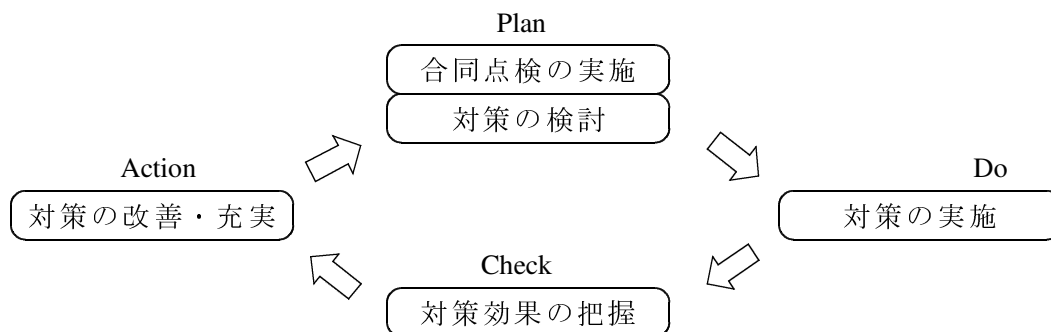 Plan
合同点検の実施
対策の検討
Action
対策の改善・充実
Do
対策の実施
Check
対策効果の把握